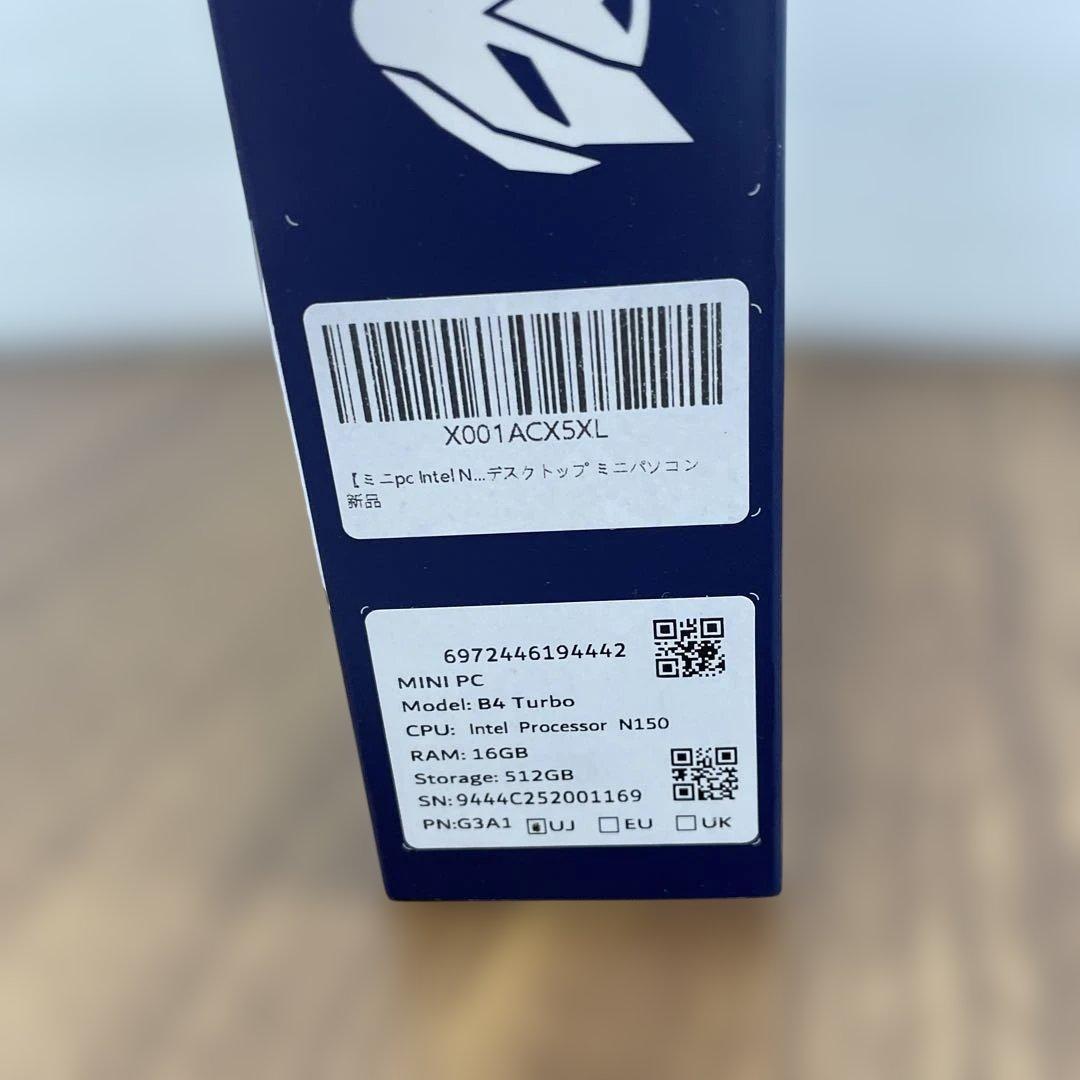 X001ACX5XL
【ミニpc Intel N...デスクトップ ミニパソコン
新品
6972446194442
MINI PC
Model: B4 Turbo
CPU: Intel Processor N150
RAM: 16GB
Storage: 512GB
SN:9444C252001169
PN:G3A1 UJ EU UK